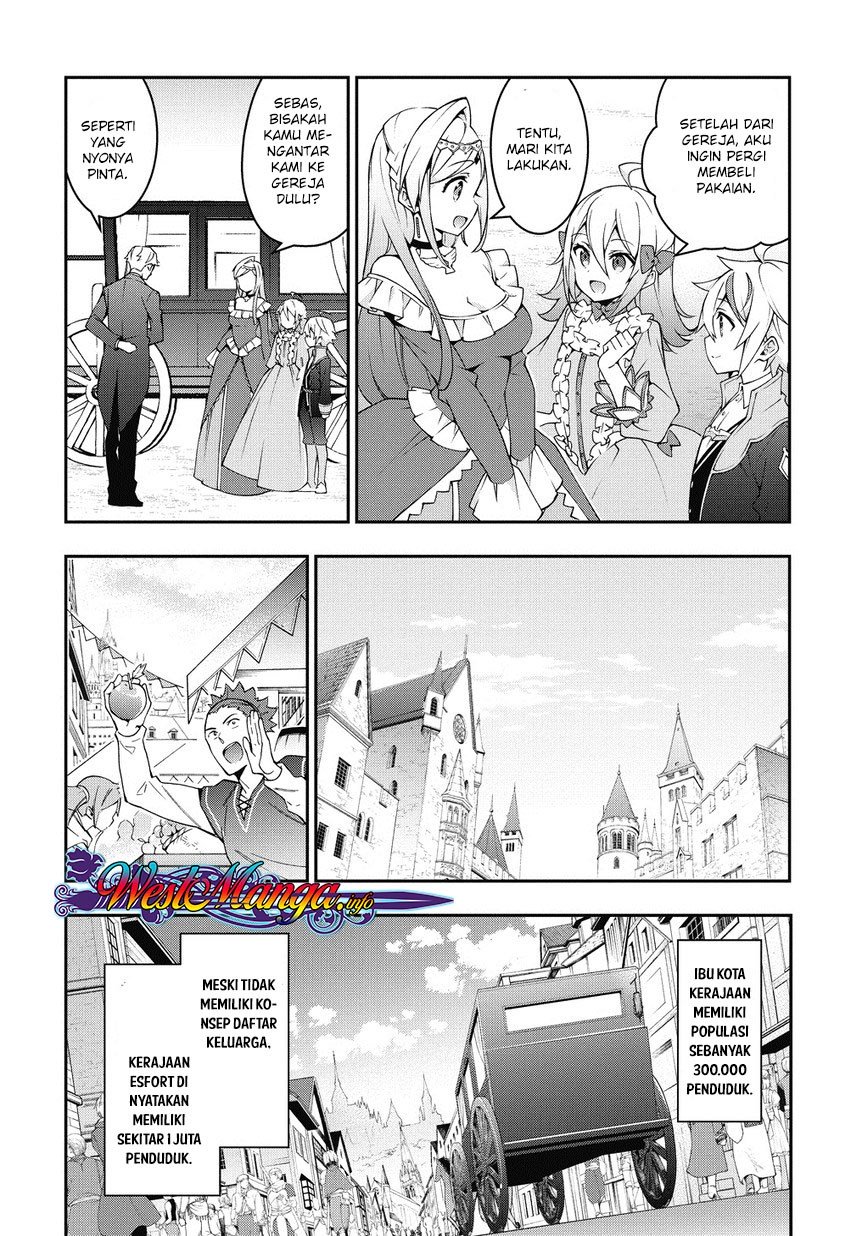 SETELAH DARI
GEREJA, AKU
INGIN PERGI
MEMBELI
PAKAIAN.
TENTU,
MARI KITA
LAKUKAN.
SEBAS,
BISAKAH
KAMU ME-
NGANTAR
KAMI KE
GEREJA
DULU?
SEPERTI
YANG
NYONYA
PINTA.
WestManga.info
IBU KOTA
KERAJAAN
MEMILIKI
POPULASI
SEBANYAK
300.000
PENDUDUK.
MESKI TIDAK
MEMILIKI KO-
NSEP DAFTAR
KELUARGA,
KERAJAAN
ESFORT DI
NYATAKAN
MEMILIKI
SEKITAR 1 JUTA
PENDUDUK.